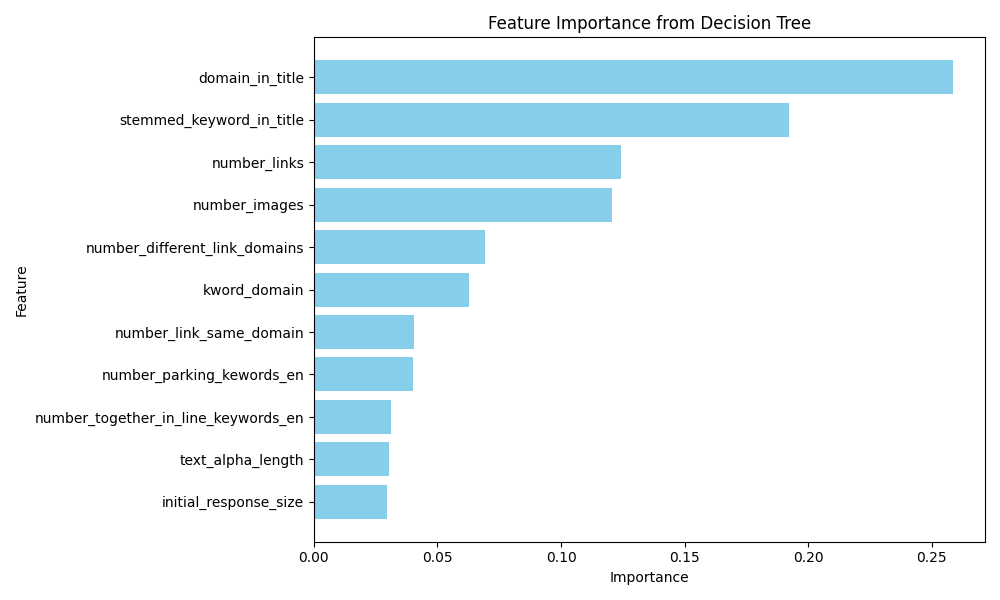 Feature Importance from Decision Tree
Feature
domain_in_title
stemmed_keyword_in_title
number_links
number_images
number_different_link_domains
kword_domain
number_link_same_domain
number_parking_kewords_en
number_together_in_line_keywords_en
text_alpha_length
initial_response_size
0.00 0.05 0.10 0.15 0.20 0.25
Importance